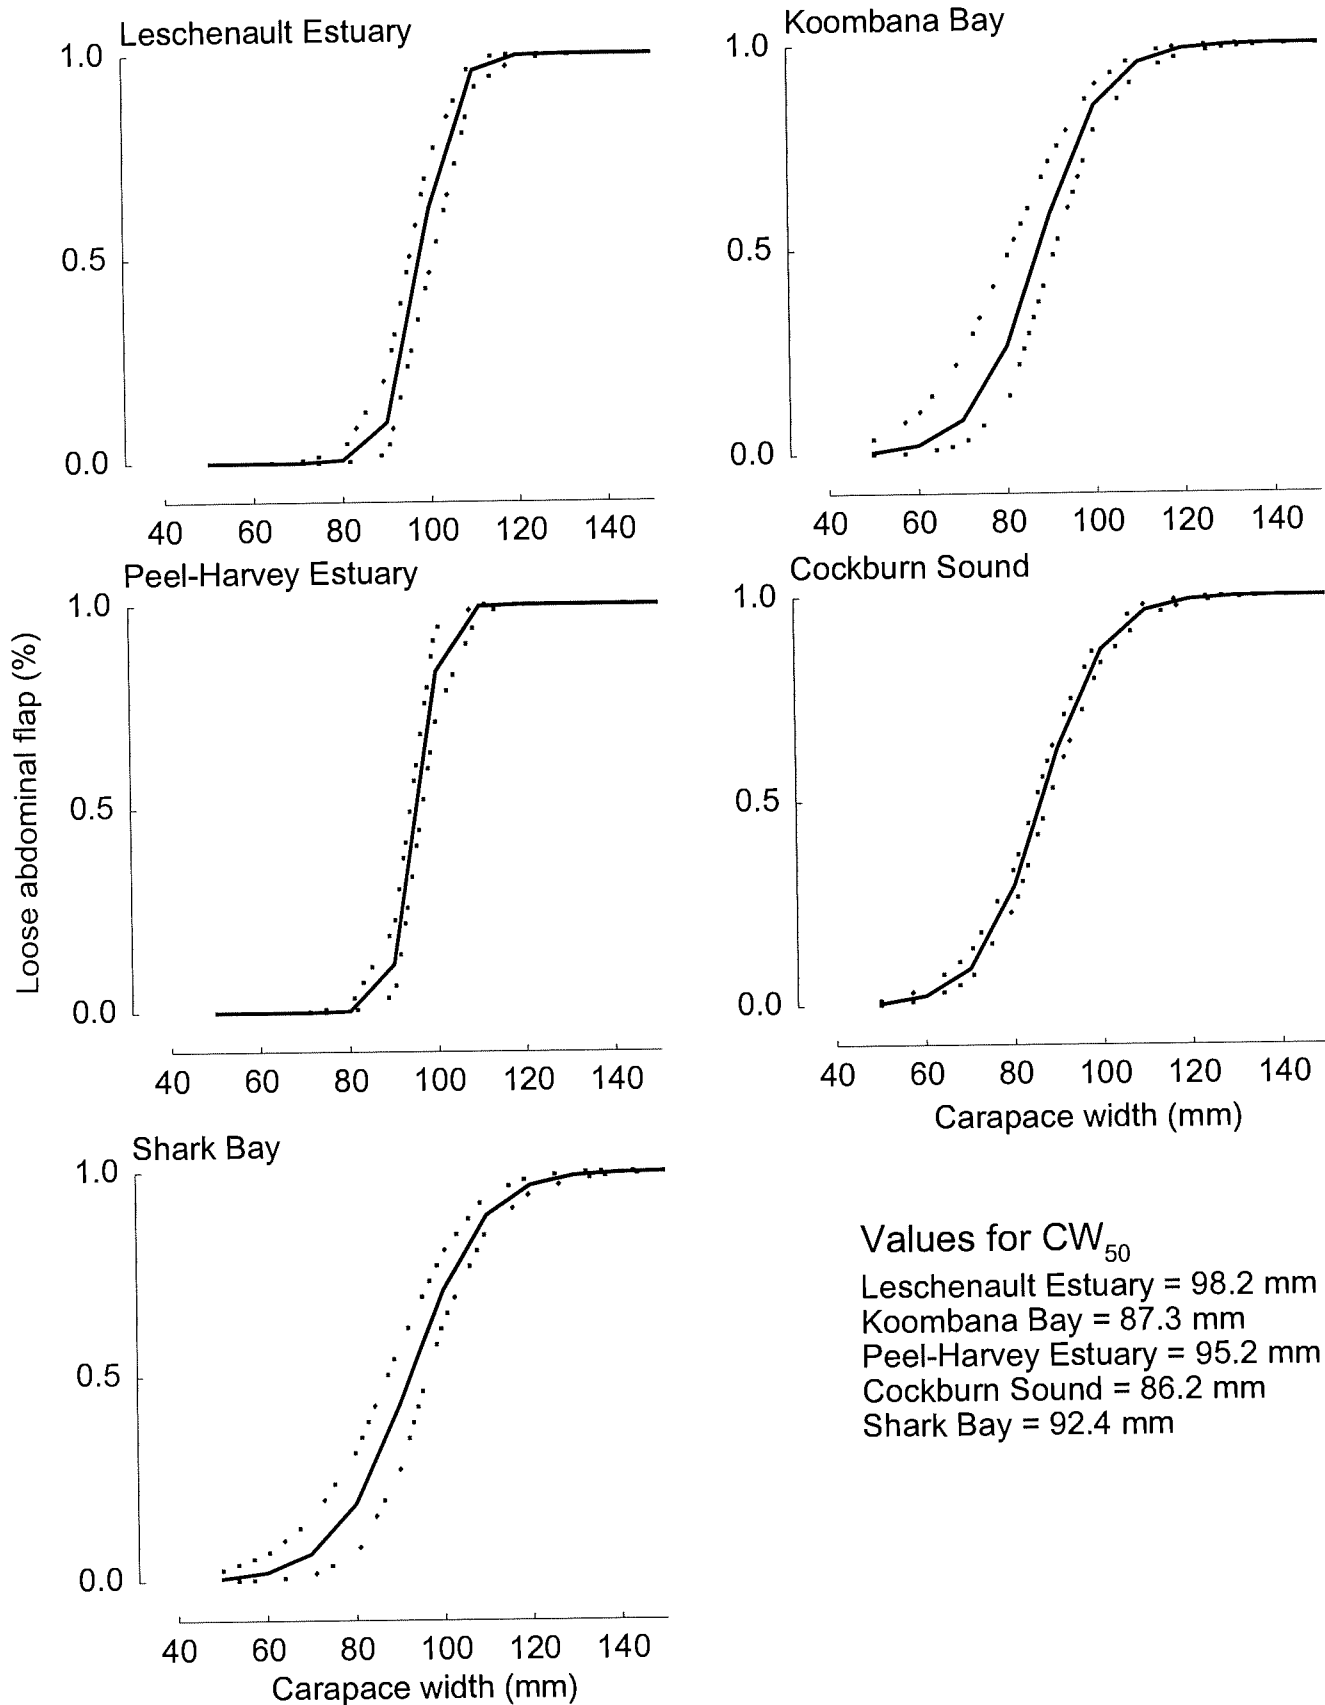 Leschenault Estuary
1.0
0.5
0.0
40 60 80 100 120 140
Koombana Bay
1.0
0.5
0.0
40 60 80 100 120 140
Peel-Harvey Estuary
1.0
0.5
0.0
40 60 80 100 120 140
Cockburn Sound
1.0
0.5
0.0
40 60 80 100 120 140
Carapace width (mm)
Loose abdominal flap (%)
Shark Bay
1.0
0.5
0.0
40 60 80 100 120 140
Carapace width (mm)
Values for CW50
Leschenault Estuary = 98.2 mm
Koombana Bay = 87.3 mm
Peel-Harvey Estuary = 95.2 mm
Cockburn Sound = 86.2 mm
Shark Bay = 92.4 mm